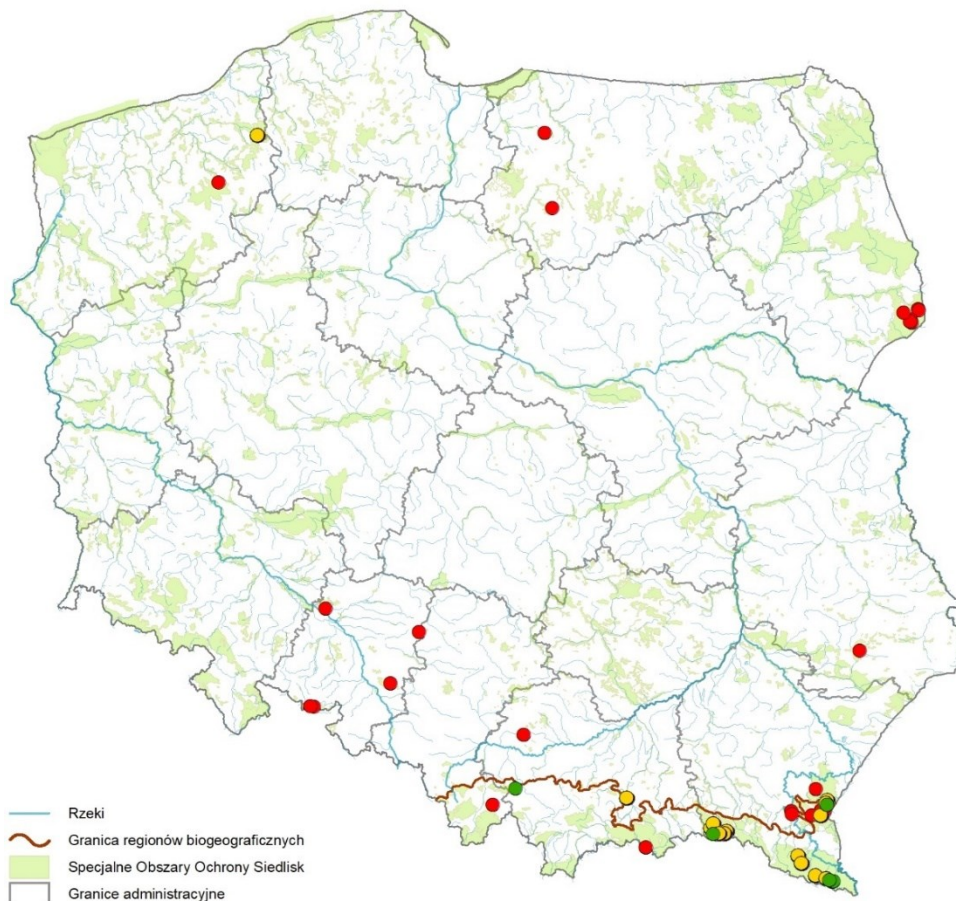 Rzeki
Granica regionów biogeograficznych
Specjalne Obszary Ochrony Siedlisk
Granice administracyjne